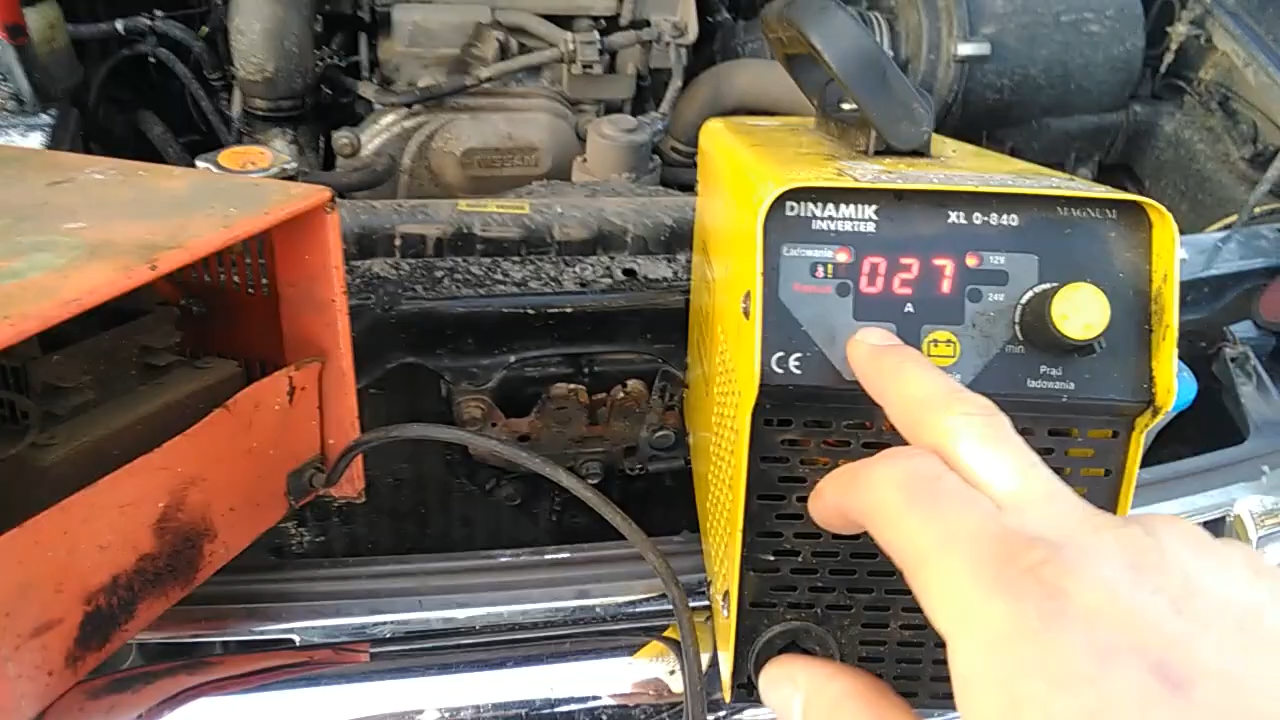 NISSAN
DINAMIK
INVERTER
XL 0-840
MAGNUM
Ładowanie
12V
027
24V
A
CE
min.
Prąd
ładowania